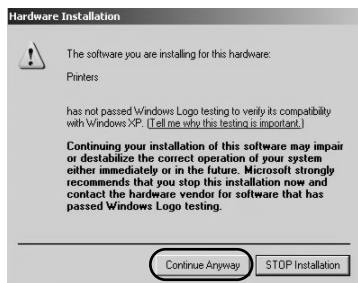 Hardware Installation
The software you are installing for this hardware:
Printers
has not passed Windows Logo testing to verify its compatibility
with Windows XP. (Tell me why this testing is important.)
Continuing your installation of this software may impair
or destabilize the correct operation of your system
either immediately or in the future. Microsoft strongly
recommends that you stop this installation now and
contact the hardware vendor for software that has
passed Windows Logo testing.
Continue Anyway
STOP Installation